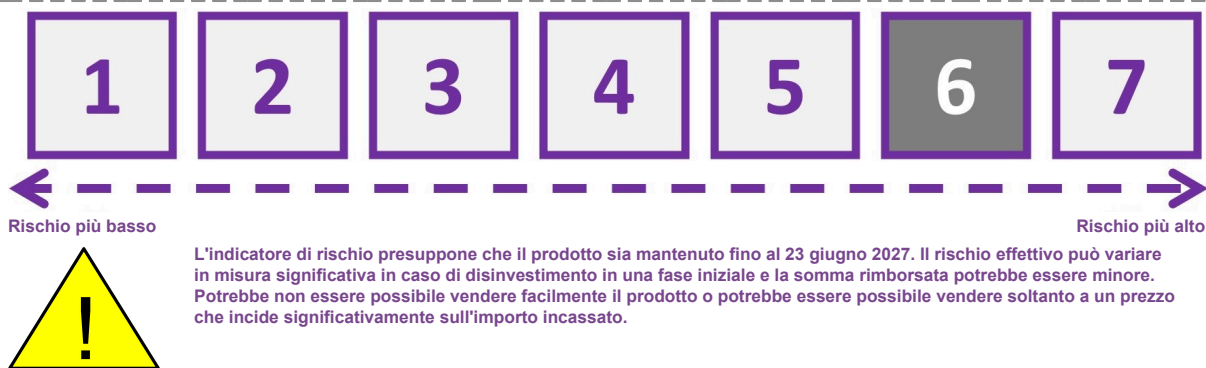 1 2 3 4 5 6 7
Rischio più basso Rischio più alto
L'indicatore di rischio presuppone che il prodotto sia mantenuto fino al 23 giugno 2027. Il rischio effettivo può variare
in misura significativa in caso di disinvestimento in una fase iniziale e la somma rimborsata potrebbe essere minore.
Potrebbe non essere possibile vendere facilmente il prodotto o potrebbe essere possibile vendere soltanto a un prezzo
che incide significativamente sull'importo incassato.
!